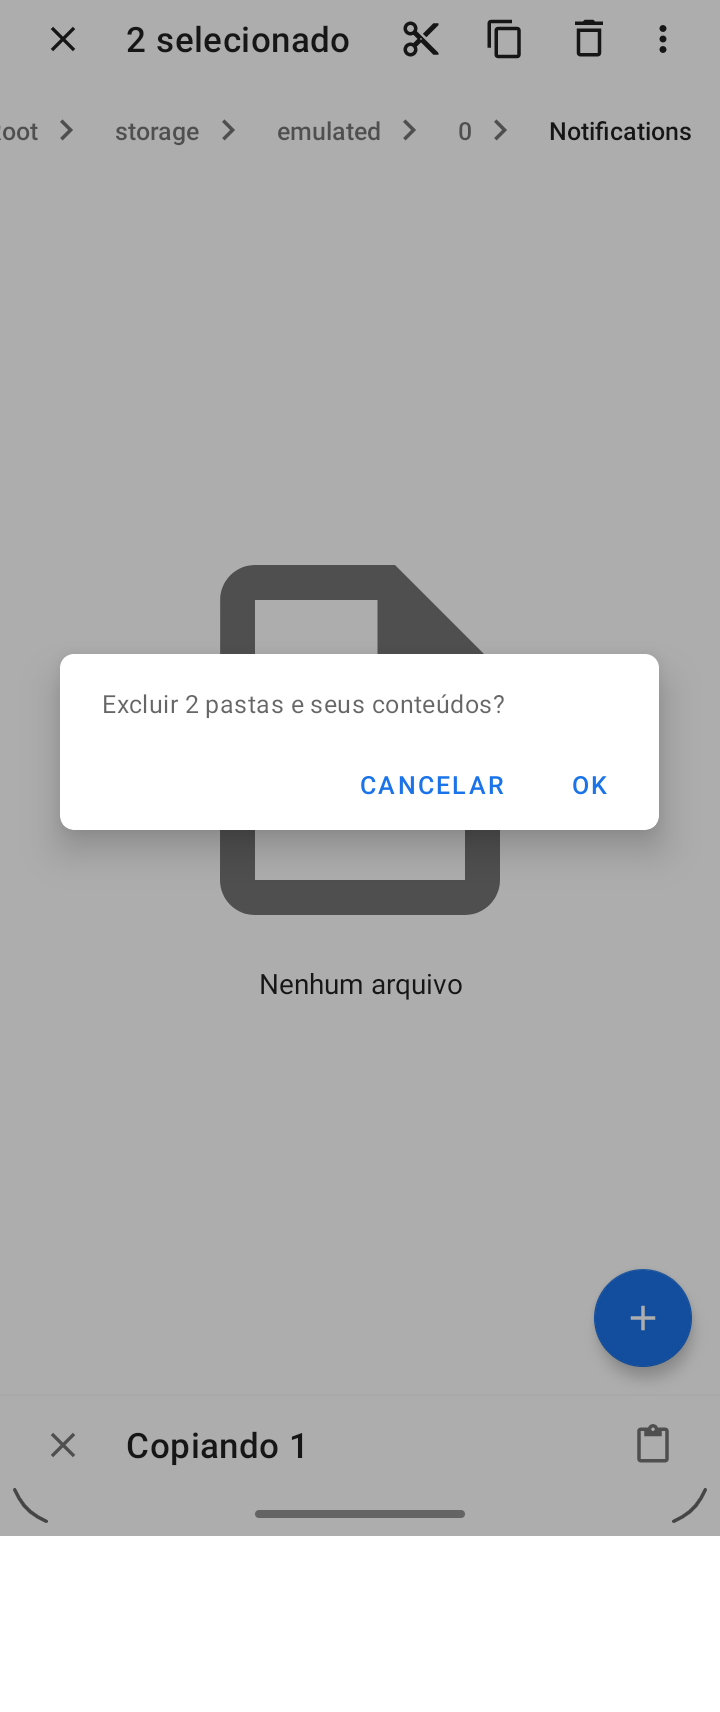 2 selecionado
oot storage emulated 0 Notifications
Excluir 2 pastas e seus conteúdos?
CANCELAR OK
Nenhum arquivo
Copiando 1